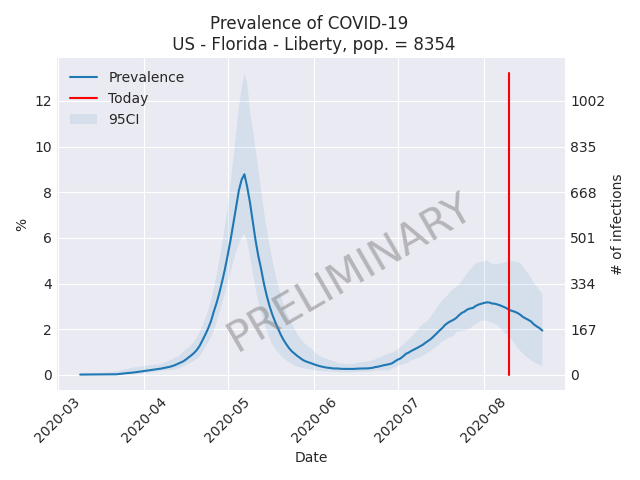 Prevalence of COVID-19
US - Florida - Liberty, pop. = 8354
Prevalence
Today
95CI
PRELIMINARY
%
12
10
8
6
4
2
0
1002
835
668
501
334
167
0
# of infections
2020-03
2020-04
2020-05
2020-06
2020-07
2020-08
Date